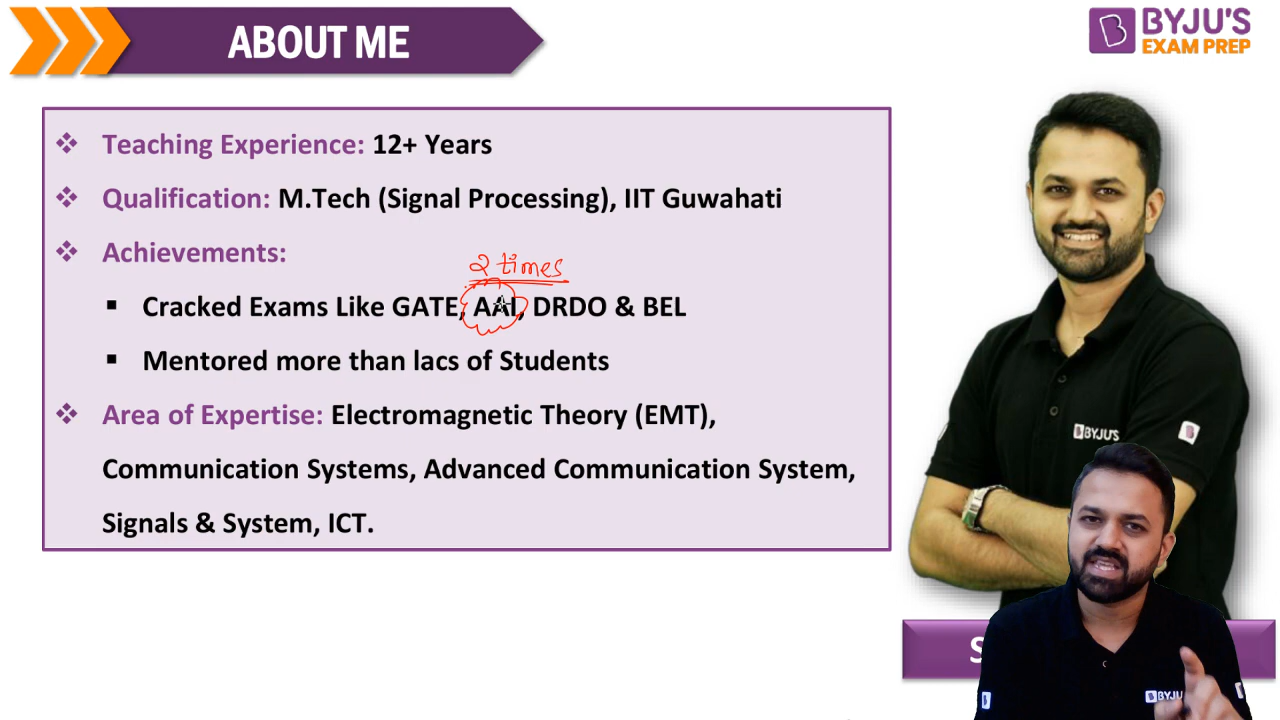 ABOUT ME
BYJU'S
EXAM PREP
❖ Teaching Experience: 12+ Years
❖ Qualification: M.Tech (Signal Processing), IIT Guwahati
❖ Achievements:
2 times
▪ Cracked Exams Like GATE, AAI, DRDO & BEL
▪ Mentored more than lacs of Students
❖ Area of Expertise: Electromagnetic Theory (EMT),
Communication Systems, Advanced Communication System,
Signals & System, ICT.
BYJU'S
S
BYJU